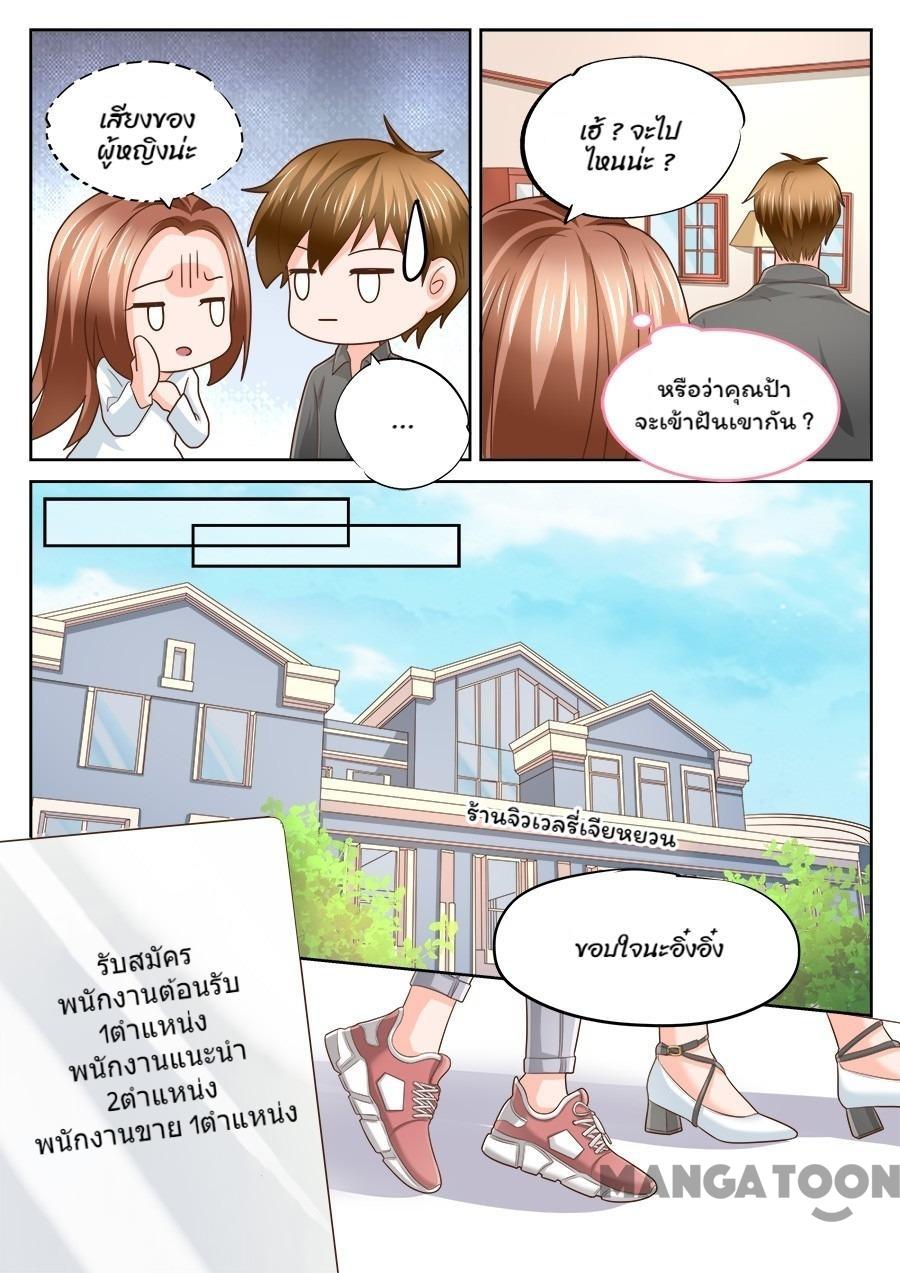 เสียงของ
ผู้หญิงน่ะ
...
เฮ้ ? จะไป
ไหนน่ะ ?
หรือว่าคุณป้า
จะเข้าฝันเขากัน ?
ร้านจิวเวลรี่เจียหยวน
ขอบใจนะอิ๋งอิ๋ง
รับสมัคร
พนักงานต้อนรับ
1ตำแหน่ง
พนักงานแนะนำ
2ตำแหน่ง
พนักงานขาย 1ตำแหน่ง
MANGATOON